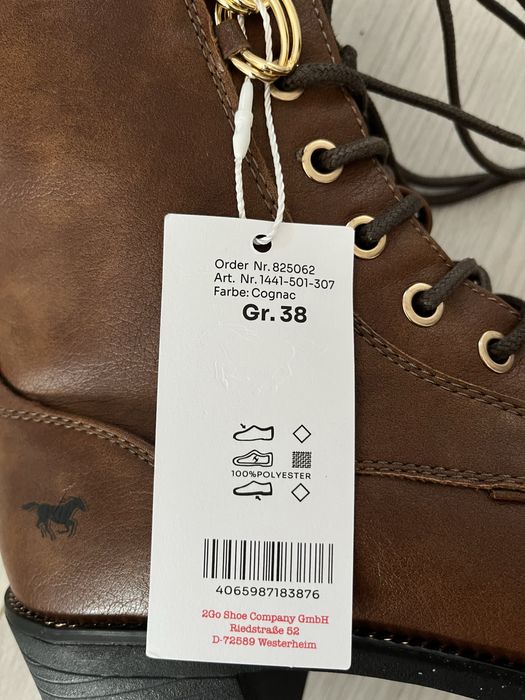 Order Nr. 825062
Art. Nr. 1441-501-307
Farbe: Cognac
Gr. 38
100%POLYESTER
4065987183876
2Go Shoe Company GmbH
Riedstraße 52
D-72589 Westerheim